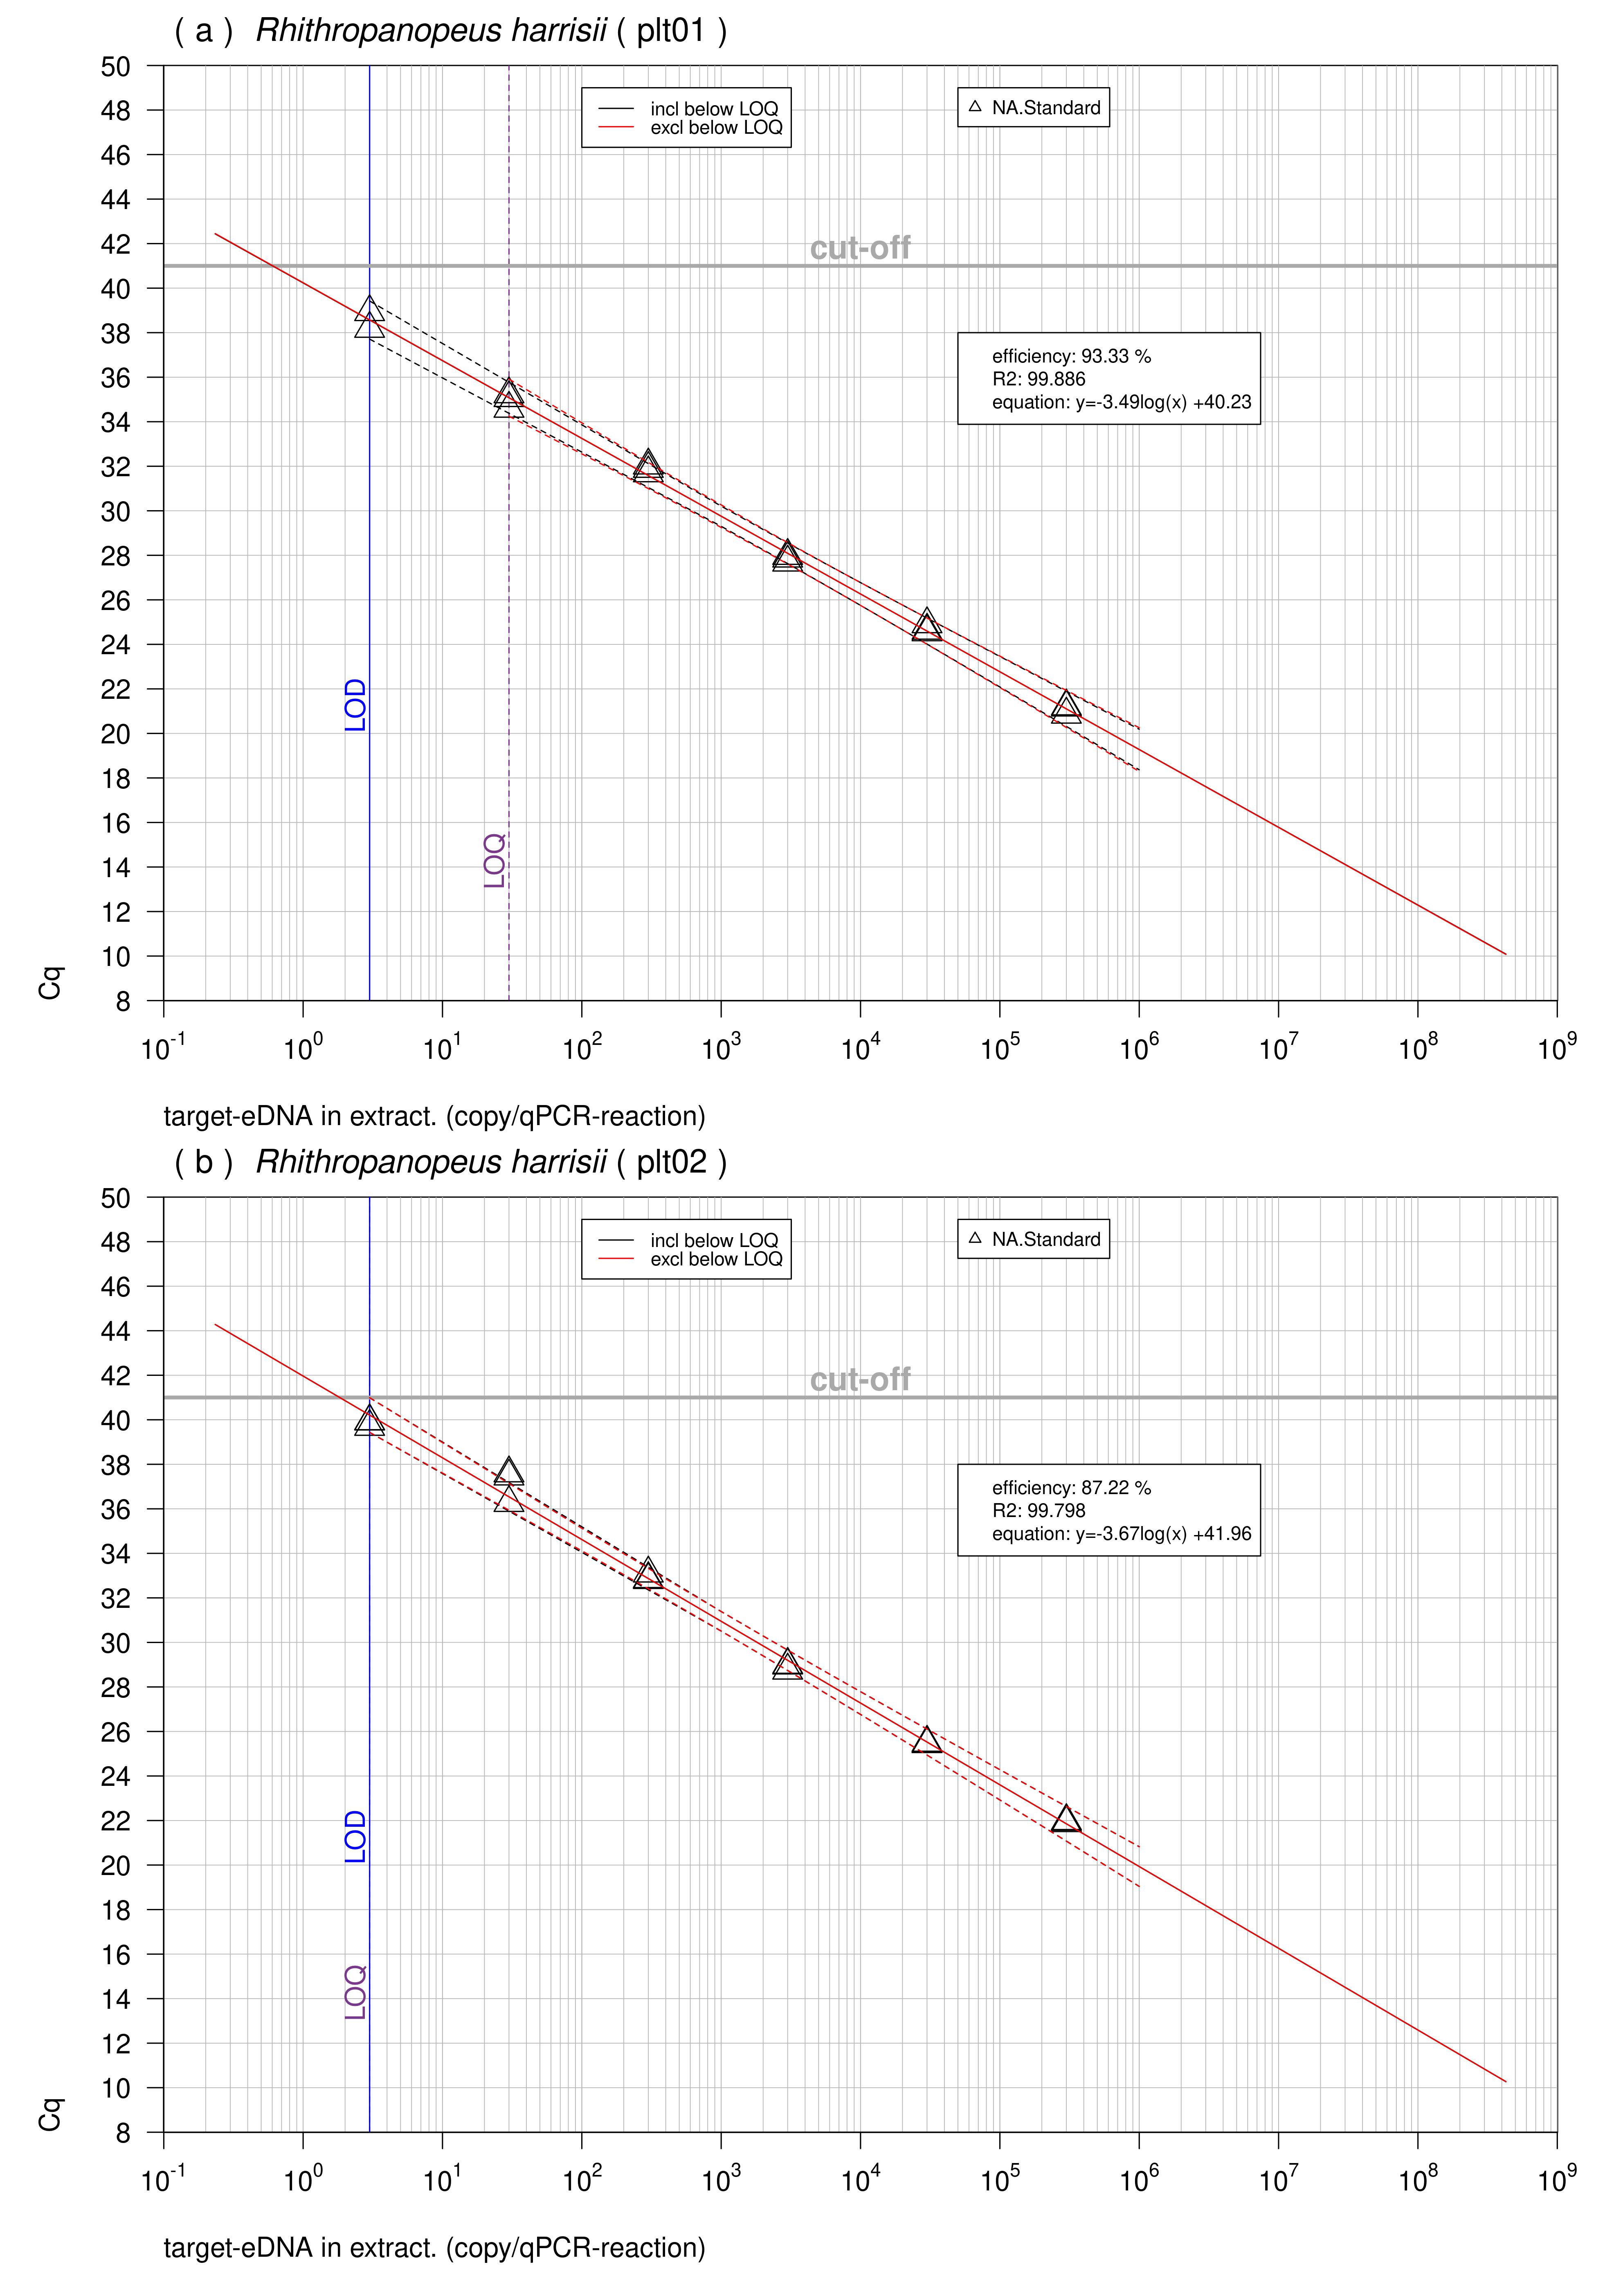 ( a ) Rhithropanopeus harrisii ( plt01 )
50
48
46
44
42
40
38
36
34
32
30
28
26
24
22
20
18
16
14
12
10
8
Cq
incl below LOQ
excl below LOQ
NA.Standard
cut-off
efficiency: 93.33 %
R2: 99.886
equation: y=-3.49log(x) +40.23
LOD
LOQ
10-1 100 101 102 103 104 105 106 107 108 109
target-eDNA in extract. (copy/qPCR-reaction)
( b ) Rhithropanopeus harrisii ( plt02 )
50
48
46
44
42
40
38
36
34
32
30
28
26
24
22
20
18
16
14
12
10
8
Cq
incl below LOQ
excl below LOQ
NA.Standard
cut-off
efficiency: 87.22 %
R2: 99.798
equation: y=-3.67log(x) +41.96
LOD
LOQ
10-1 100 101 102 103 104 105 106 107 108 109
target-eDNA in extract. (copy/qPCR-reaction)